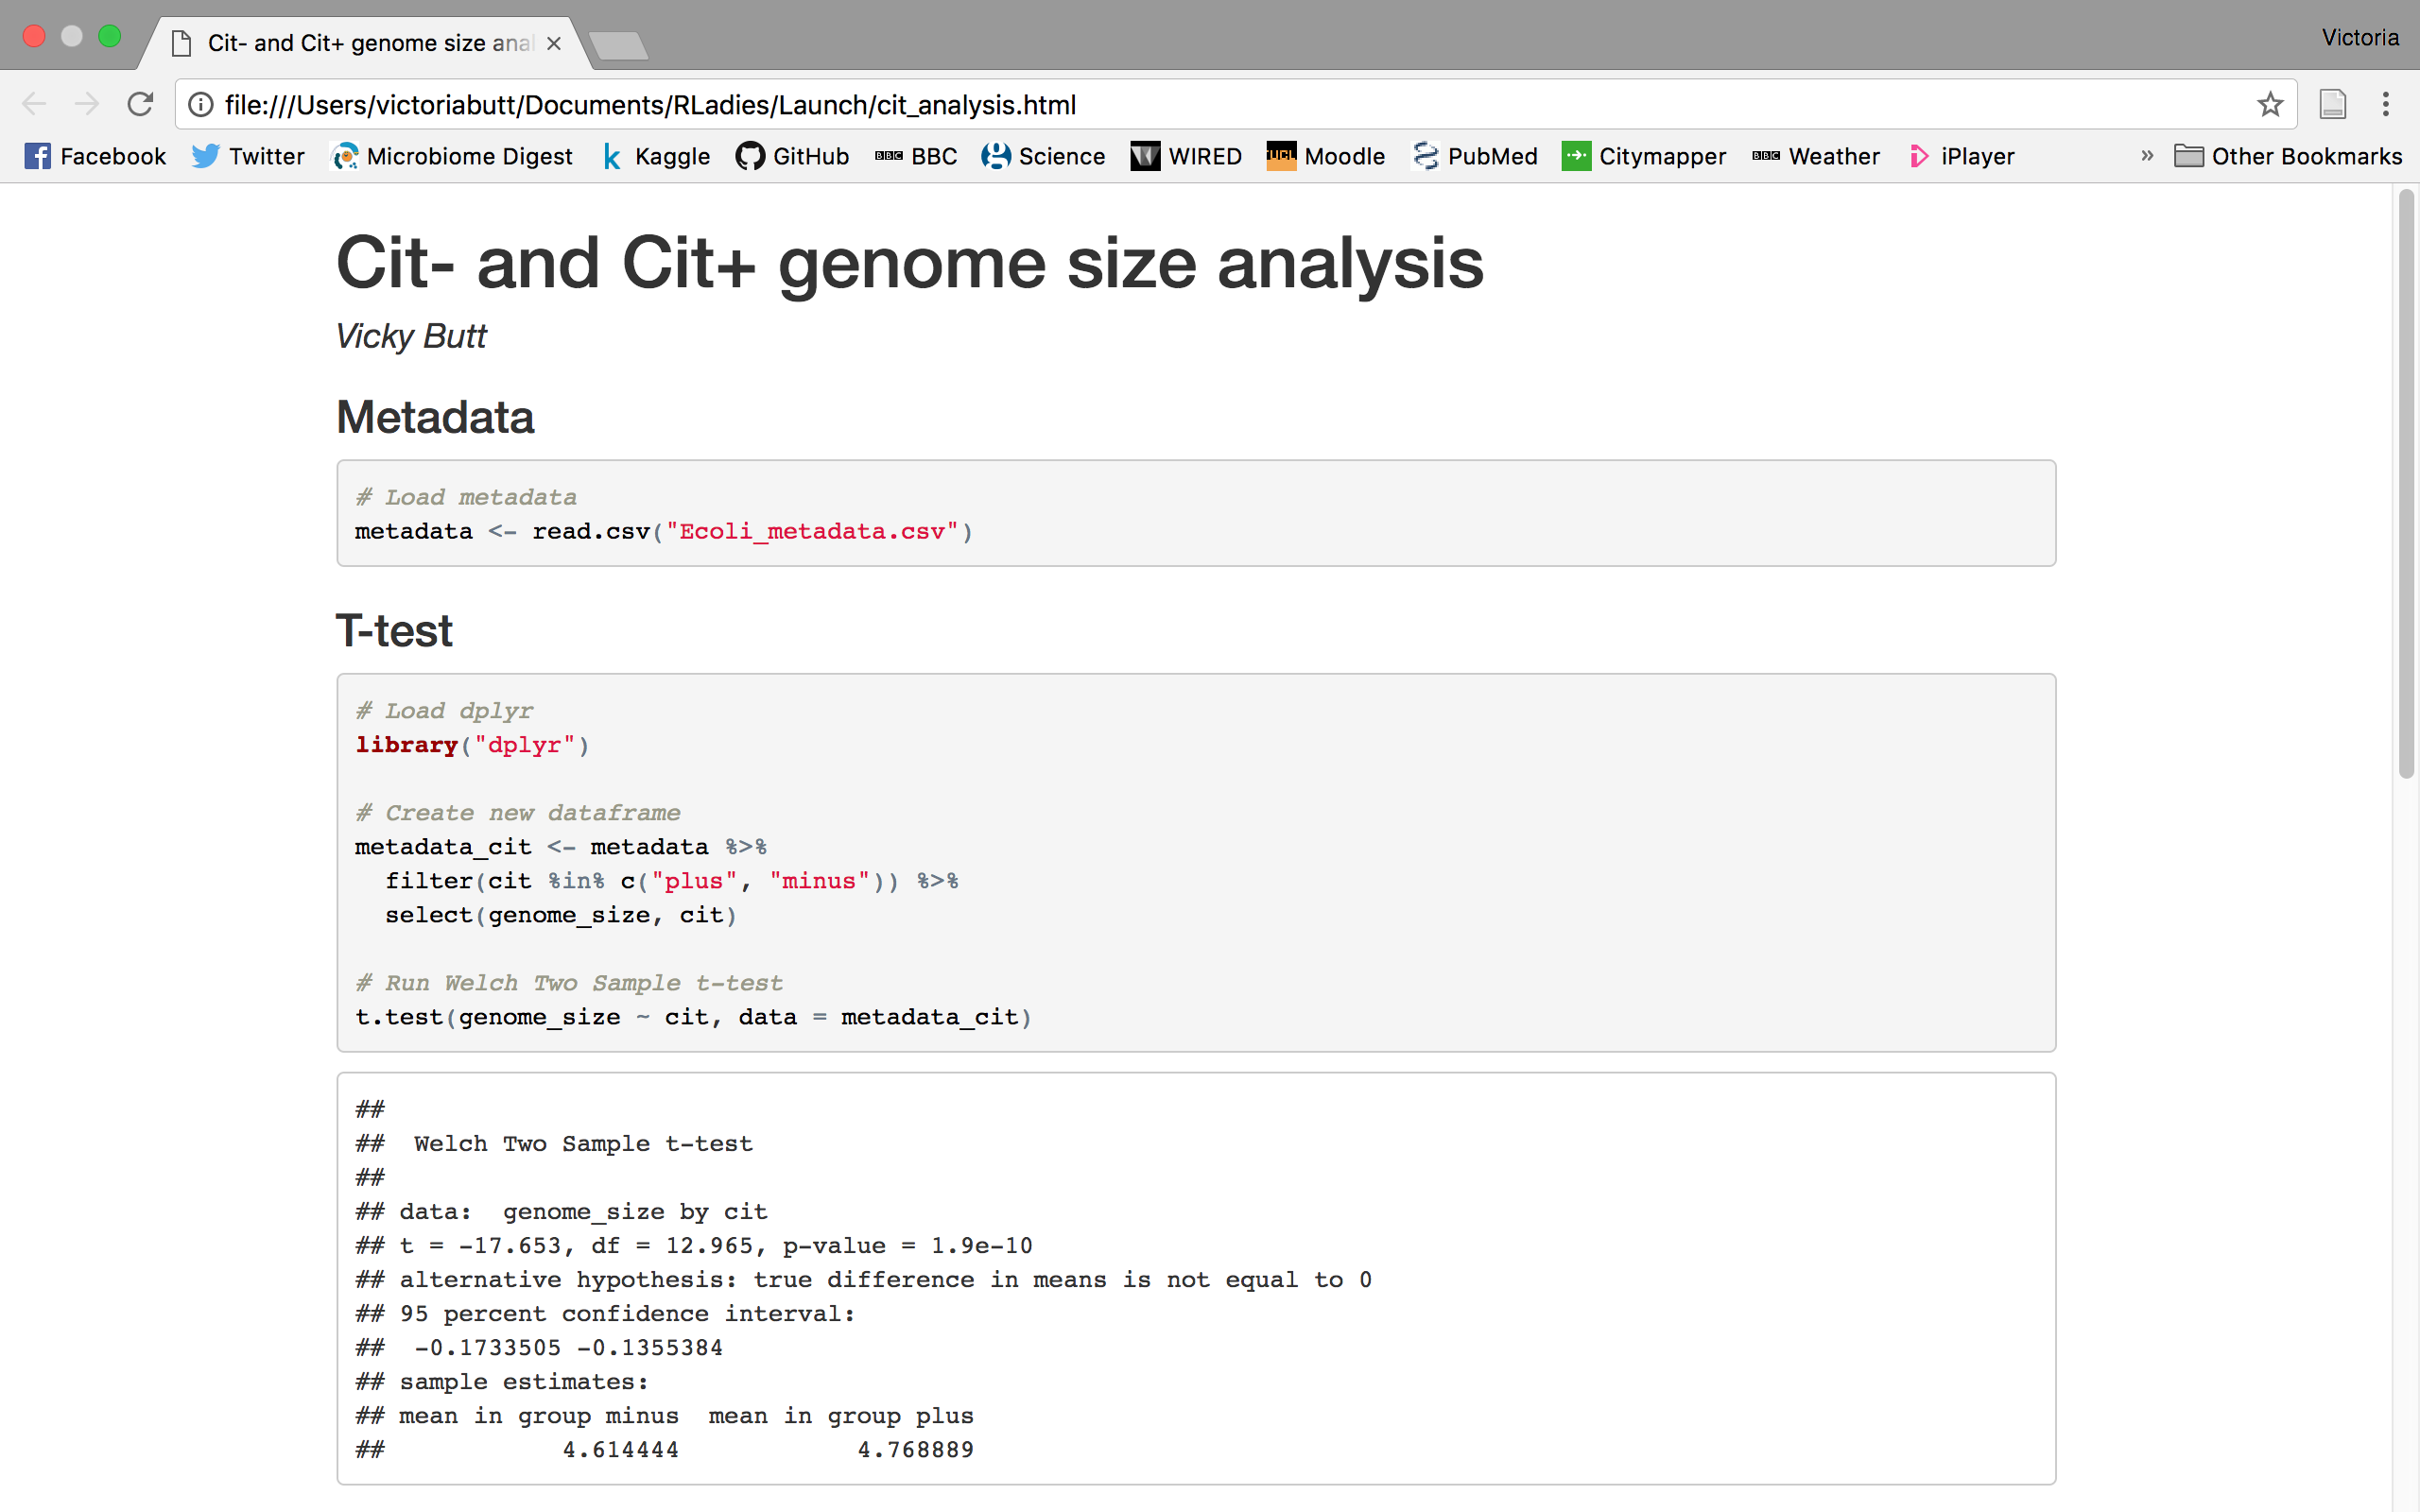 Cit- and Cit+ genome size anal
Victoria
file:///Users/victoriabutt/Documents/RLadies/Launch/cit_analysis.html
Facebook Twitter Microbiome Digest k Kaggle GitHub BBC BBC Science WIRED UCL Moodle PubMed Citymapper BBC Weather iPlayer » Other Bookmarks
Cit- and Cit+ genome size analysis
Vicky Butt
Metadata
# Load metadata
metadata <- read.csv("Ecoli_metadata.csv")
T-test
# Load dplyr
library("dplyr")
# Create new dataframe
metadata_cit <- metadata %>%
  filter(cit %in% c("plus", "minus")) %>%
  select(genome_size, cit)
# Run Welch Two Sample t-test
t.test(genome_size ~ cit, data = metadata_cit)
##
##  Welch Two Sample t-test
##
## data:  genome_size by cit
## t = -17.653, df = 12.965, p-value = 1.9e-10
## alternative hypothesis: true difference in means is not equal to 0
## 95 percent confidence interval:
##  -0.1733505 -0.1355384
## sample estimates:
## mean in group minus  mean in group plus
##            4.614444            4.768889